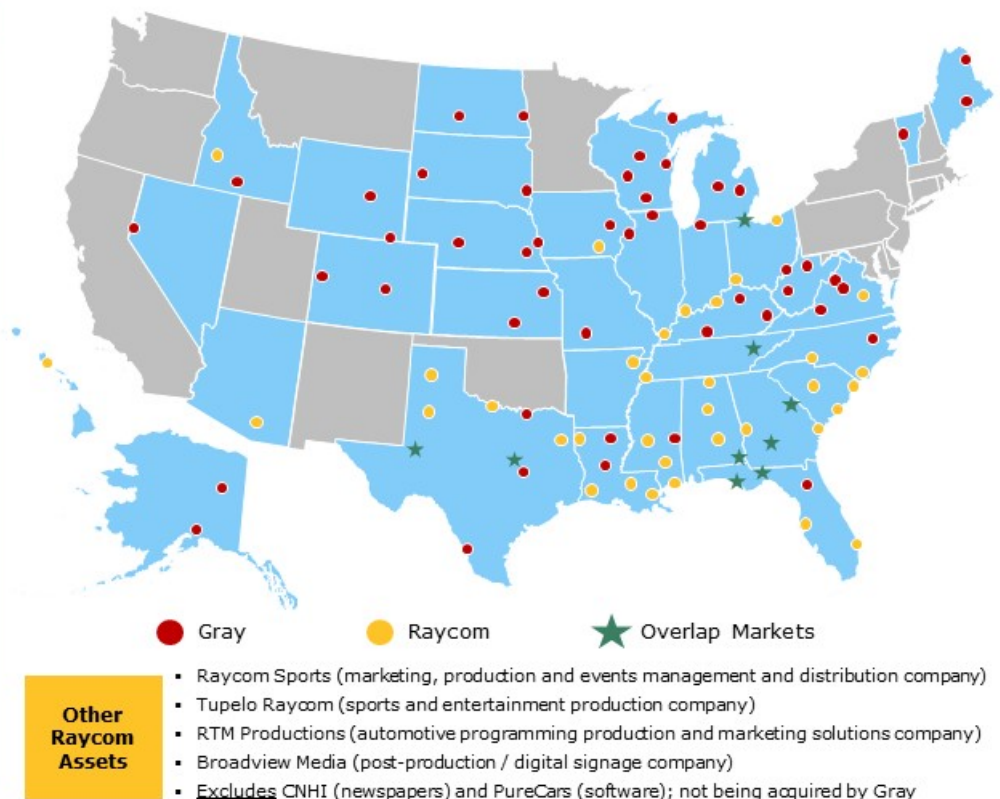 Gray
Raycom
Overlap Markets
Other
Raycom
Assets
▪ Raycom Sports (marketing, production and events management and distribution company)
▪ Tupelo Raycom (sports and entertainment production company)
▪ RTM Productions (automotive programming production and marketing solutions company)
▪ Broadview Media (post-production / digital signage company)
▪ Excludes CNHI (newspapers) and PureCars (software); not being acquired by Gray